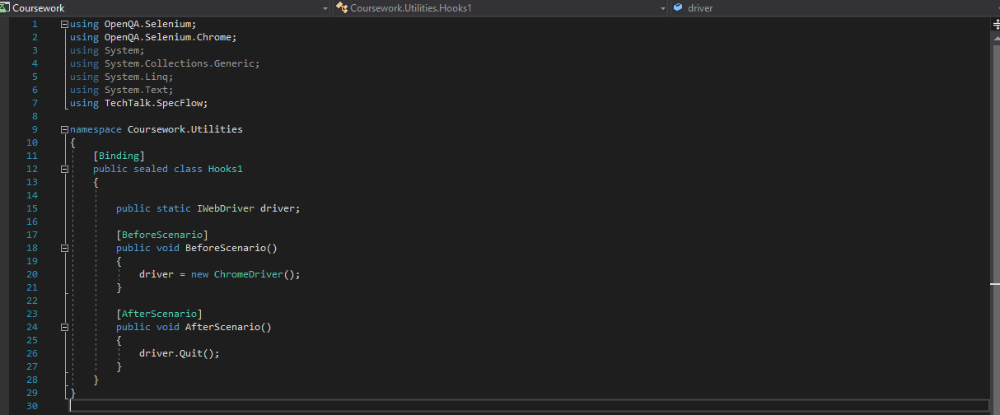 Coursework Coursework.Utilities.Hooks1 driver
1 using OpenQA.Selenium;
2 using OpenQA.Selenium.Chrome;
3 using System;
4 using System.Collections.Generic;
5 using System.Linq;
6 using System.Text;
7 using TechTalk.SpecFlow;
8
9 namespace Coursework.Utilities
10 {
11 [Binding]
12 public sealed class Hooks1
13 {
14
15 public static IWebDriver driver;
16
17 [BeforeScenario]
18 public void BeforeScenario()
19 {
20 driver = new ChromeDriver();
21 }
22
23 [AfterScenario]
24 public void AfterScenario()
25 {
26 driver.Quit();
27 }
28 }
29 }
30